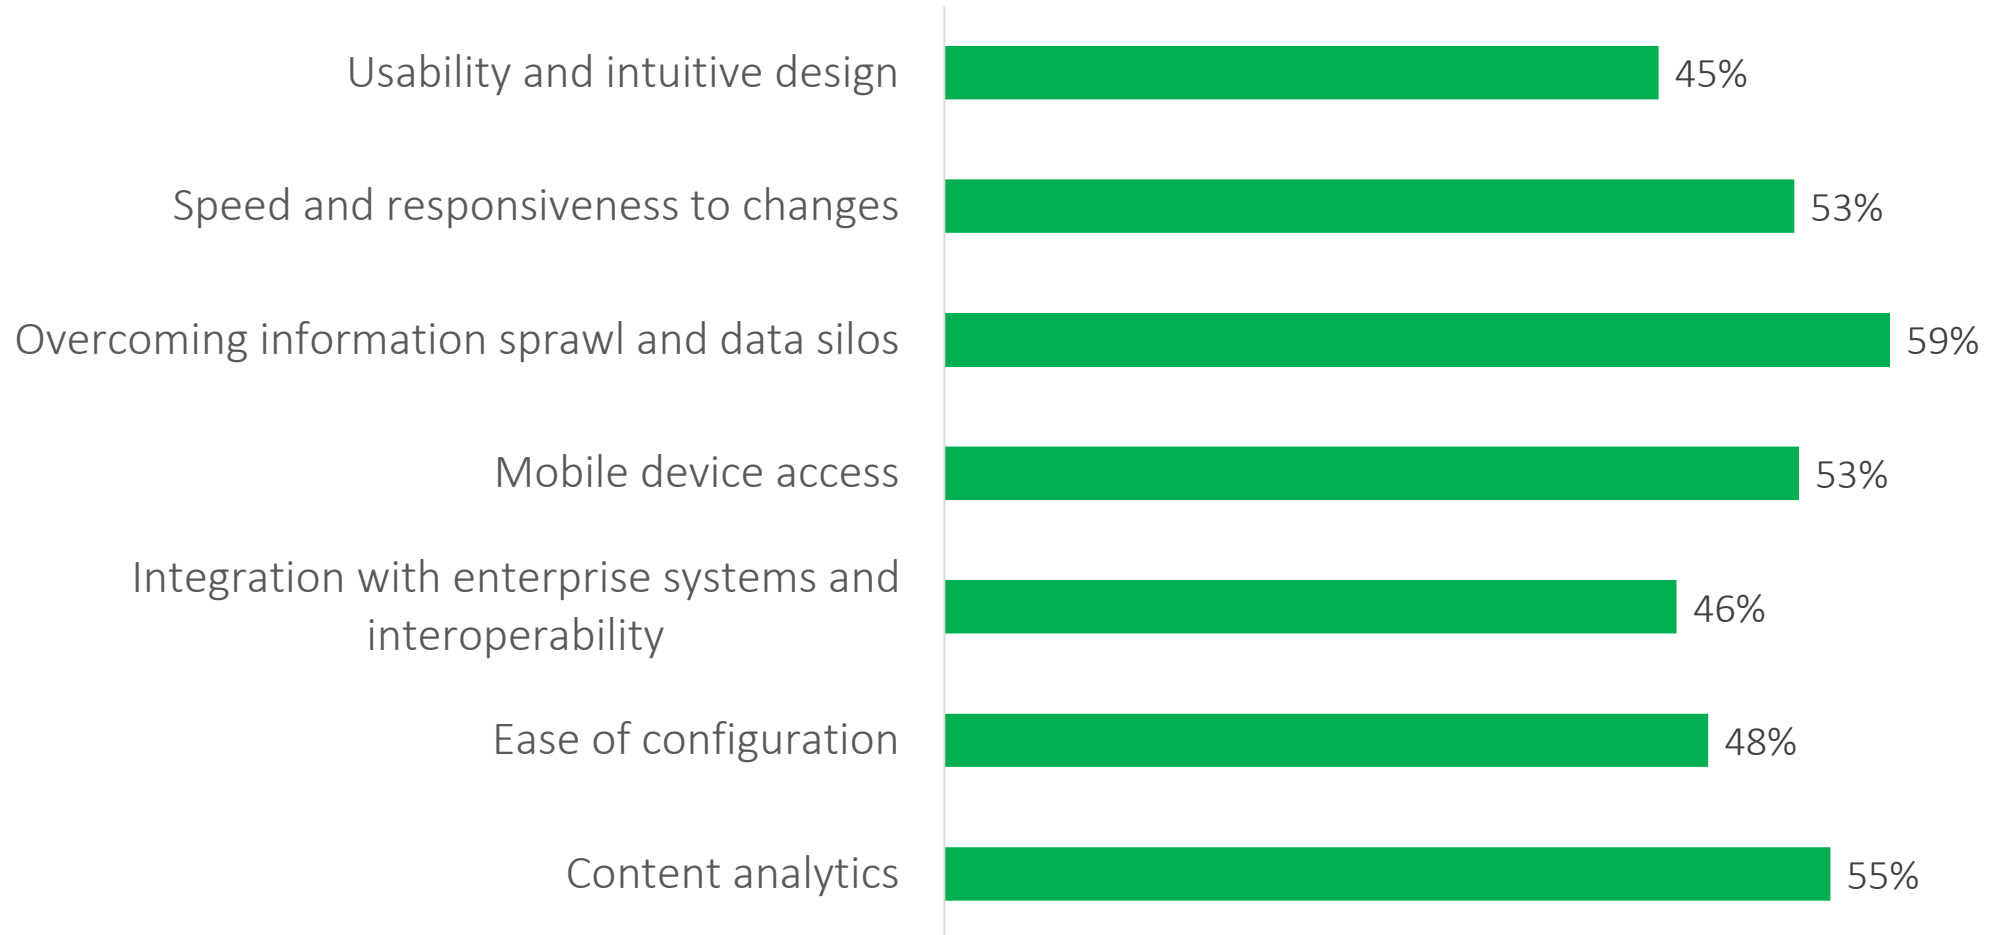 Usability and intuitive design 45%
Speed and responsiveness to changes 53%
Overcoming information sprawl and data silos 59%
Mobile device access 53%
Integration with enterprise systems and
interoperability 46%
Ease of configuration 48%
Content analytics 55%